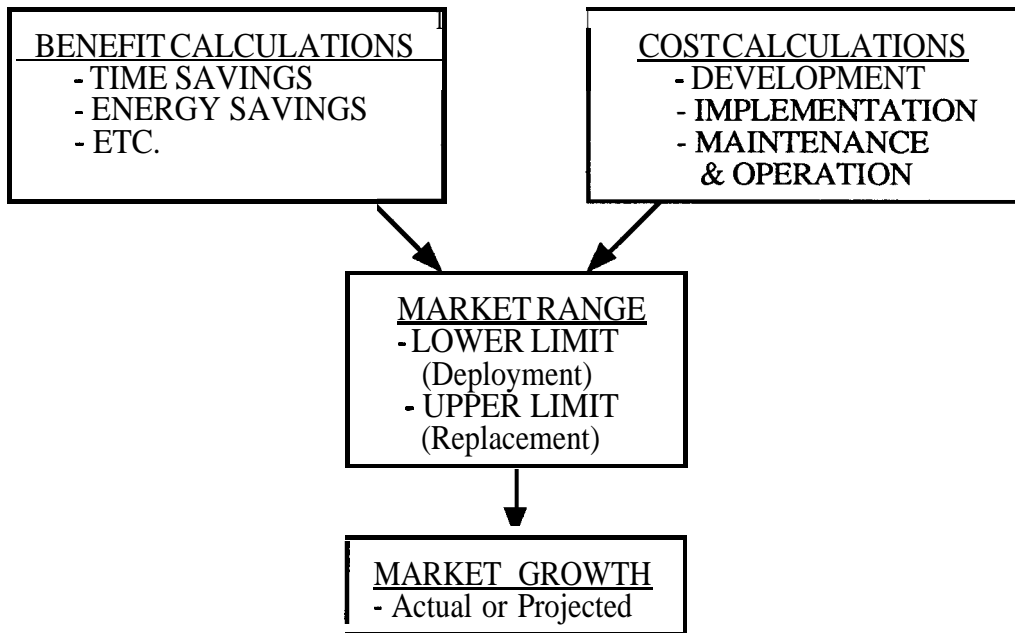 BENEFIT CALCULATIONS
- TIME SAVINGS
- ENERGY SAVINGS
- ETC.
COST CALCULATIONS
- DEVELOPMENT
- IMPLEMENTATION
- MAINTENANCE
& OPERATION
MARKET RANGE
- LOWER LIMIT
(Deployment)
- UPPER LIMIT
(Replacement)
MARKET GROWTH
- Actual or Projected